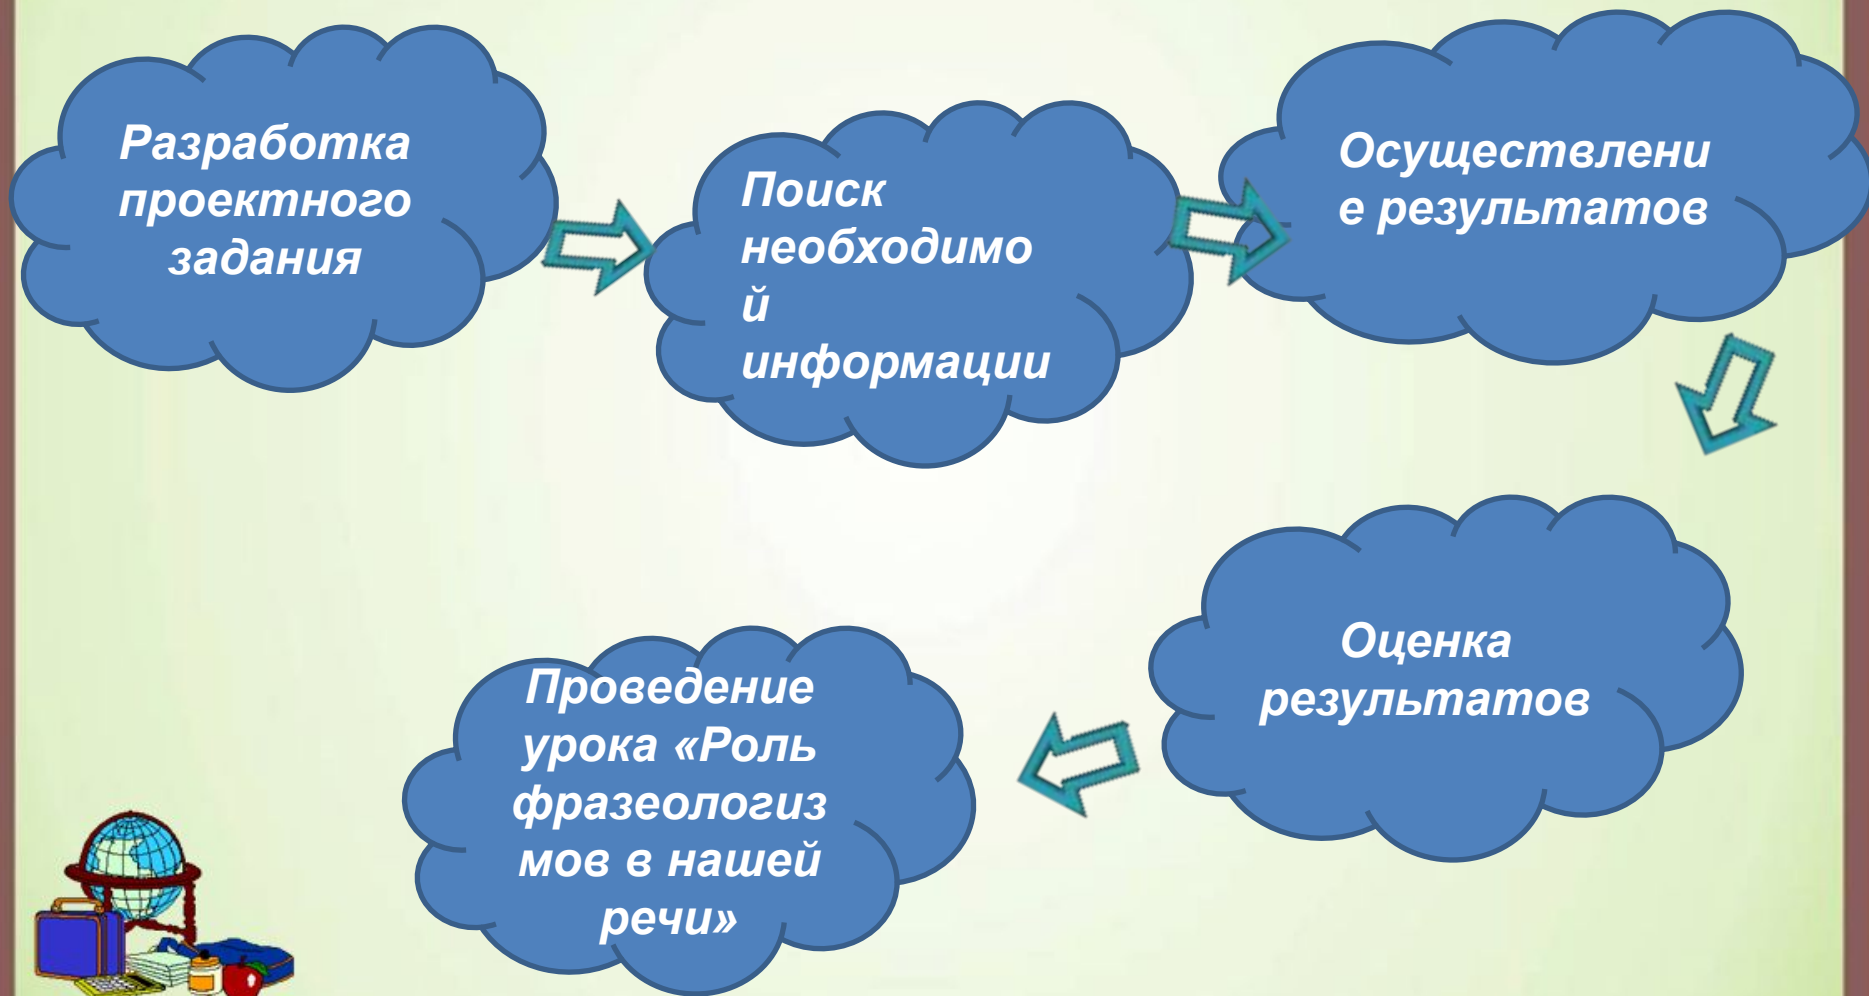 Разработка
проектного
задания
Поиск
необходимо
й
информации
Осуществлени
е результатов
Оценка
результатов
Проведение
урока «Роль
фразеологиз
мов в нашей
речи»